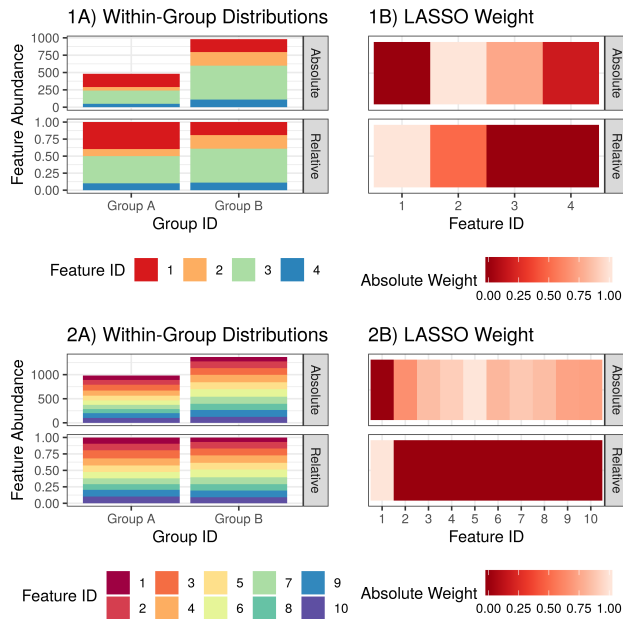 1A) Within-Group Distributions
Feature Abundance
1000
750
500
250
0
Absolute
1.00
0.75
0.50
0.25
0.00
Relative
Group A Group B
Group ID
Feature ID 1 2 3 4
1B) LASSO Weight
Absolute
Relative
1 2 3 4
Feature ID
Absolute Weight
0.00 0.25 0.50 0.75 1.00
2A) Within-Group Distributions
Feature Abundance
1000
500
0
Absolute
1.00
0.75
0.50
0.25
0.00
Relative
Group A Group B
Group ID
Feature ID
1 3 5 7 9
2 4 6 8 10
2B) LASSO Weight
Absolute
Relative
1 2 3 4 5 6 7 8 9 10
Feature ID
Absolute Weight
0.00 0.25 0.50 0.75 1.00